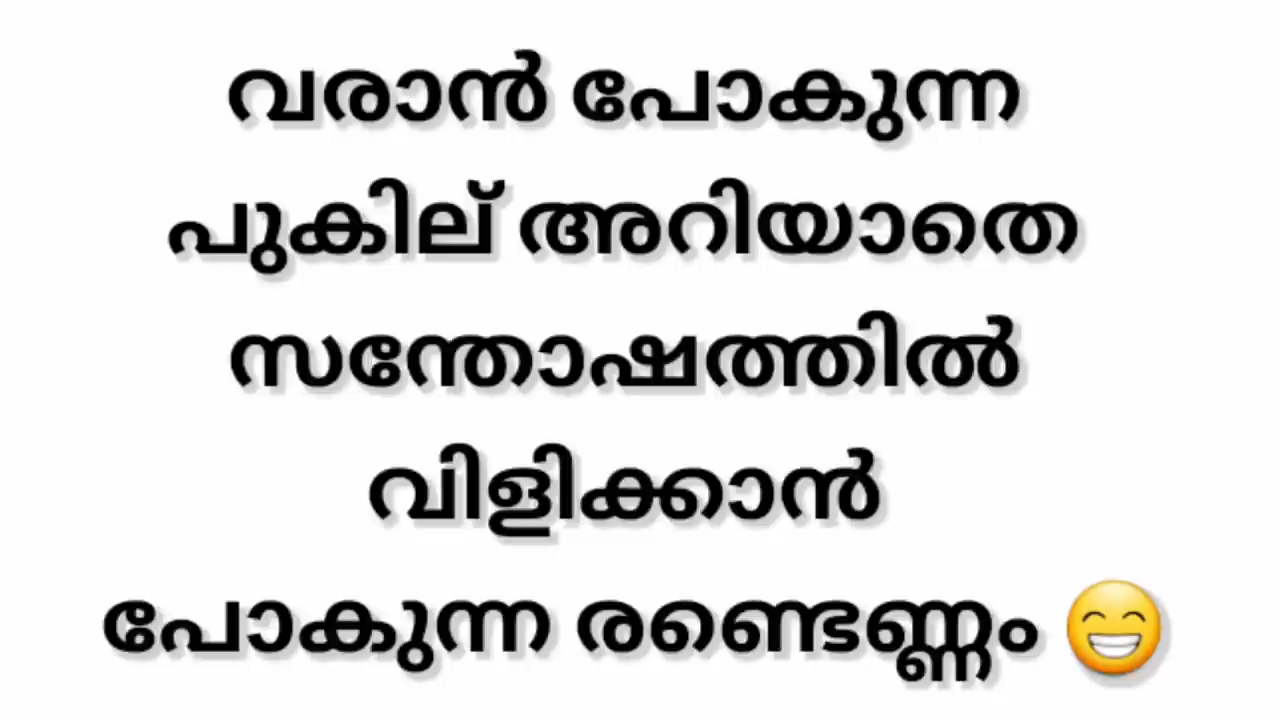 വരാൻ പോകുന്ന
പുകില് അറിയാതെ
സന്തോഷത്തിൽ
വിളിക്കാൻ
പോകുന്ന രണ്ടെണ്ണം 😁